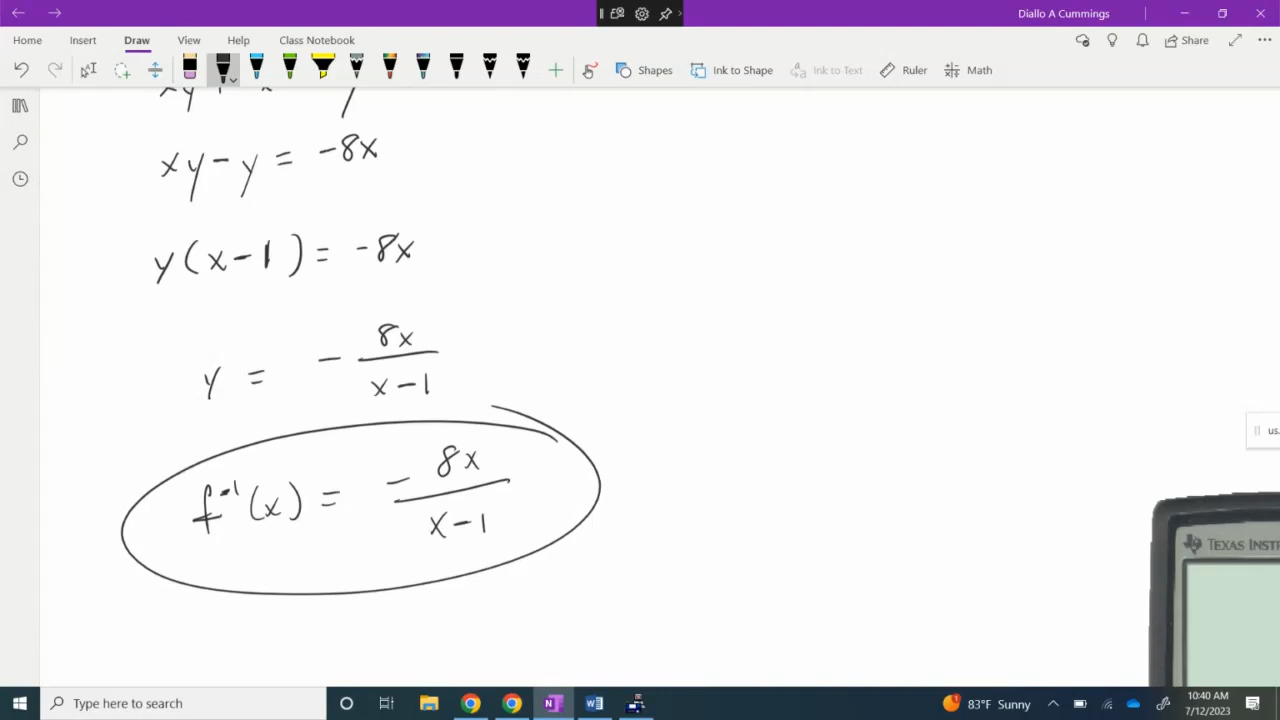 Diallo A Cummings
Home Insert Draw View Help Class Notebook
Share
Shapes Ink to Shape Ink to Text Ruler Math
xy - y = -8x
y(x-1) = -8x
y = - 8x
x-1
f⁻¹(x) = - 8x
x-1
us.
TEXAS INSTR
Type here to search
83°F Sunny
10:40 AM
7/12/2023